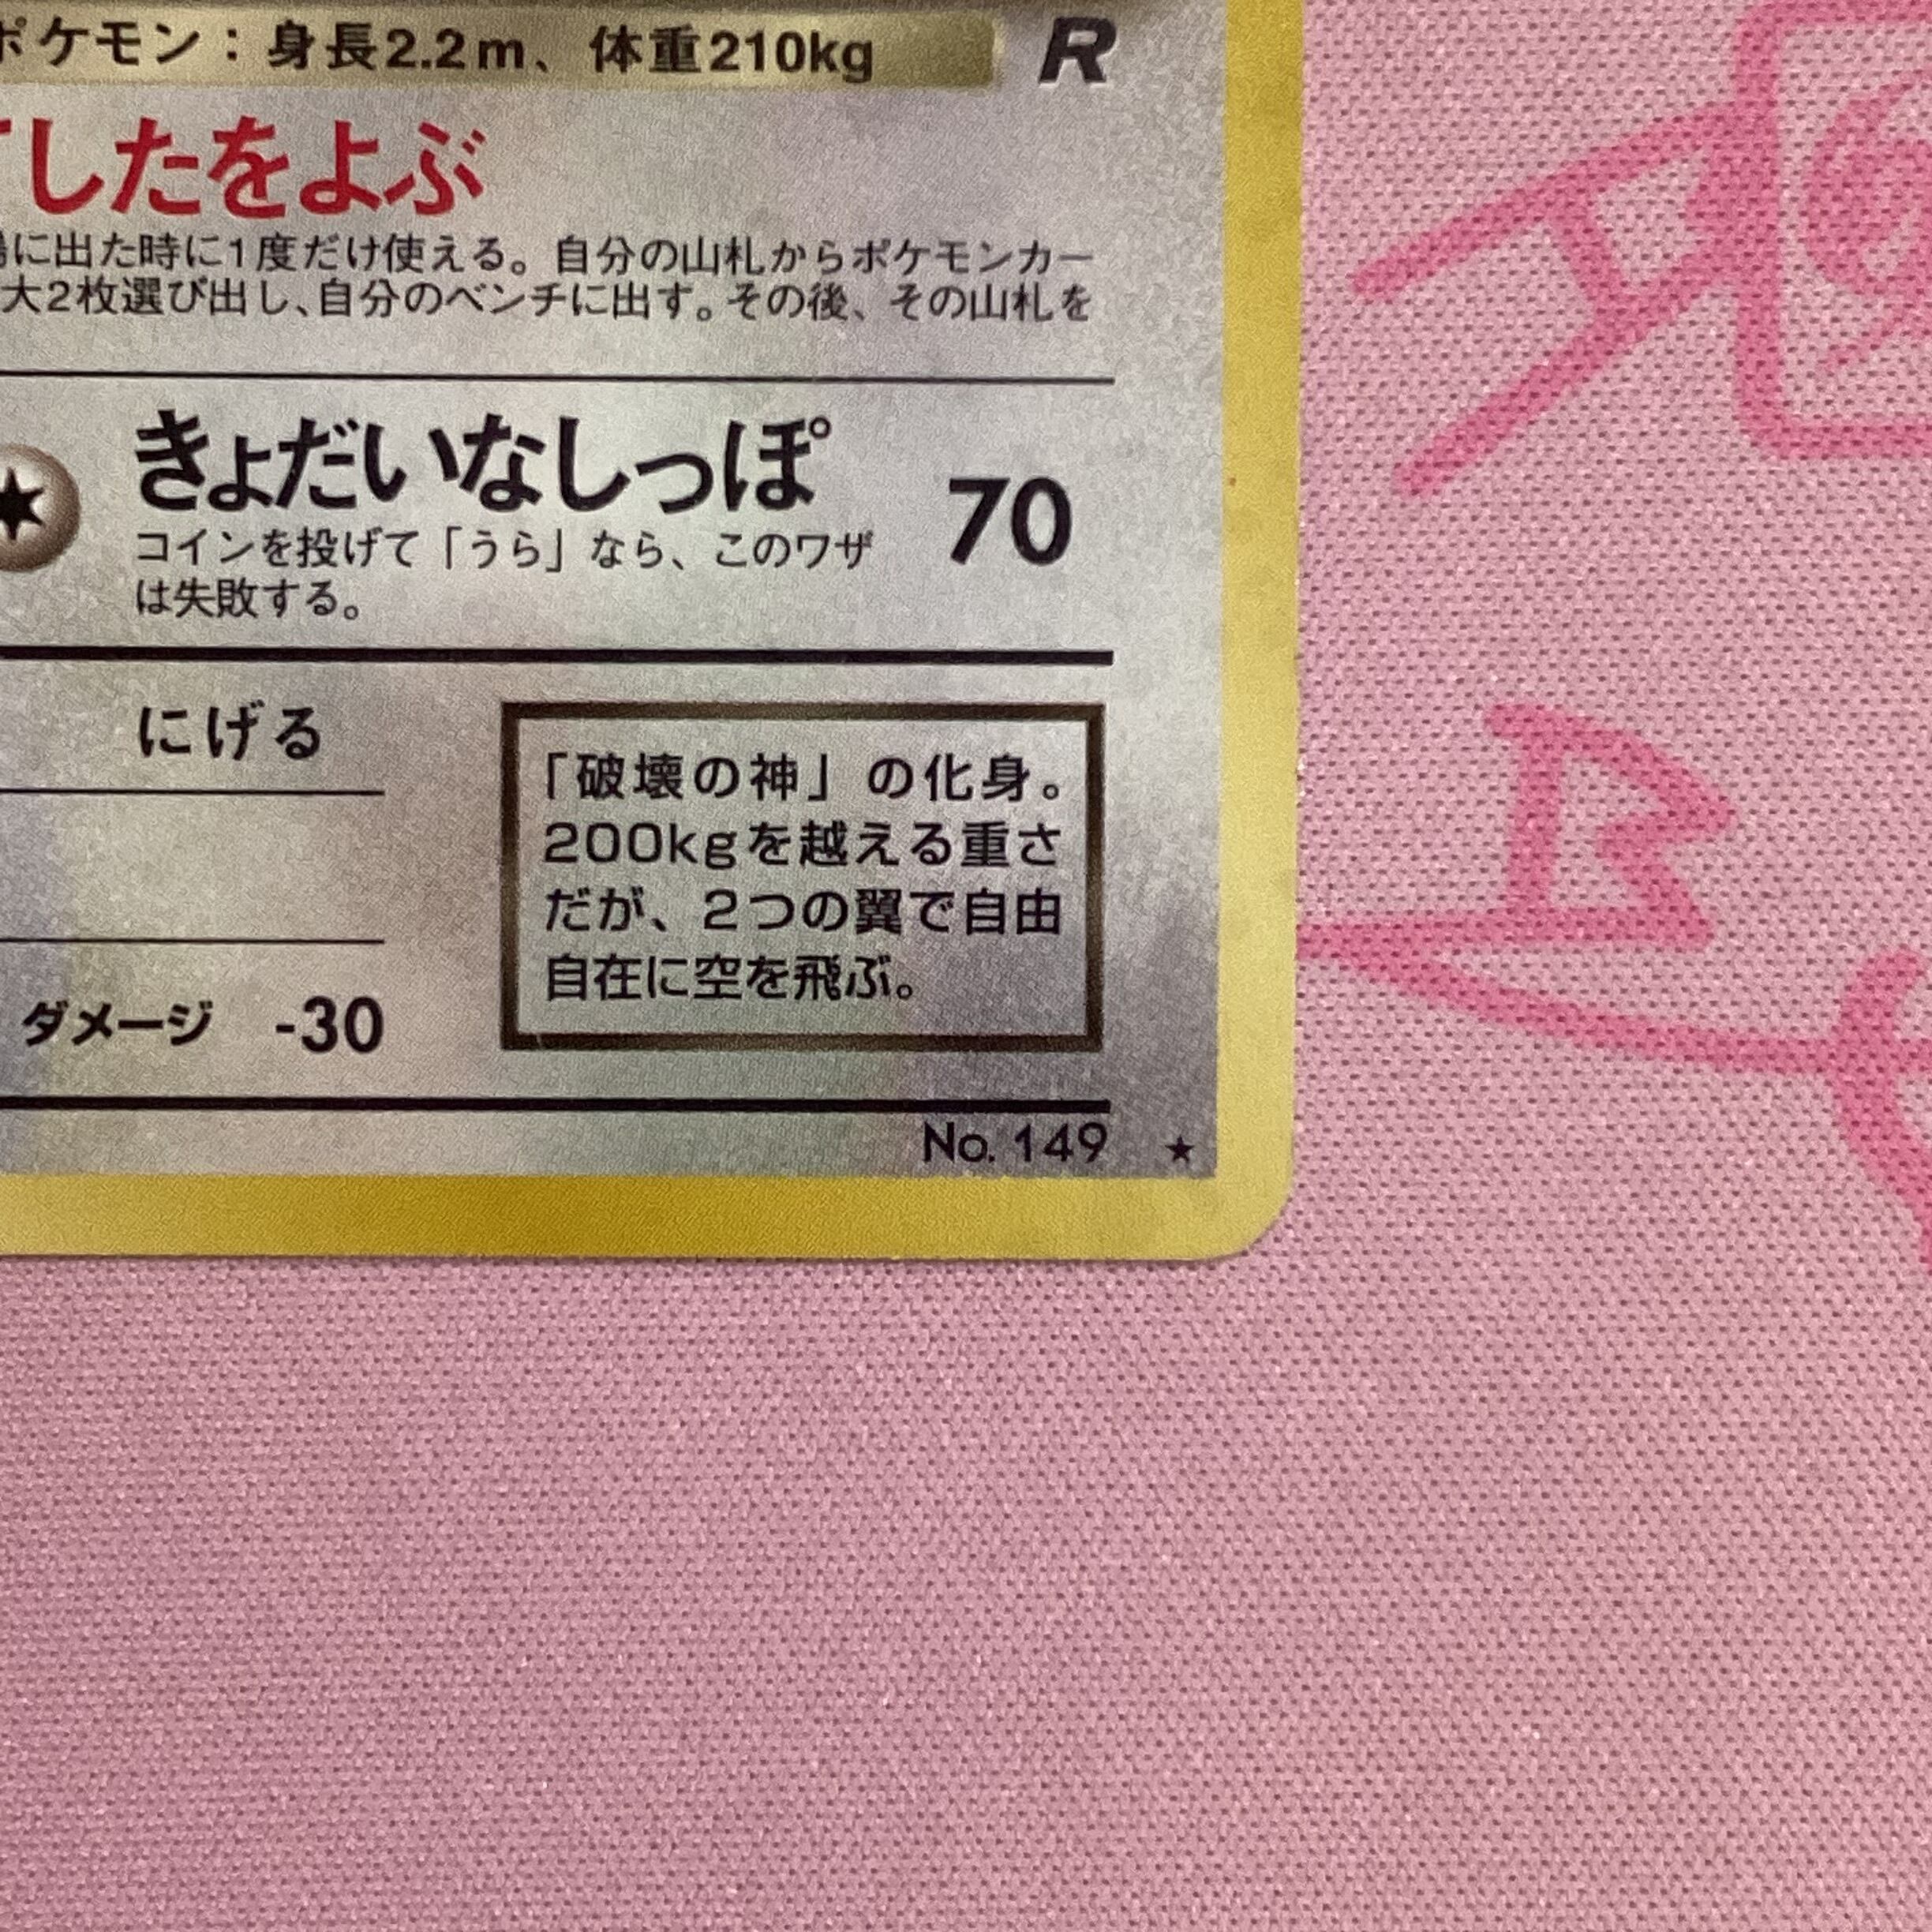 ポケモン：身長2.2m、体重210kg
R
したをよぶ
に出た時に1度だけ使える。自分の山札からポケモンカー
大2枚選び出し、自分のベンチに出す。その後、その山札を
きょだいなしっぽ
70
コインを投げて「うら」なら、このワザ
は失敗する。
にげる
「破壊の神」の化身。
200kgを越える重さ
だが、2つの翼で自由
自在に空を飛ぶ。
ダメージ -30
No. 149 ★